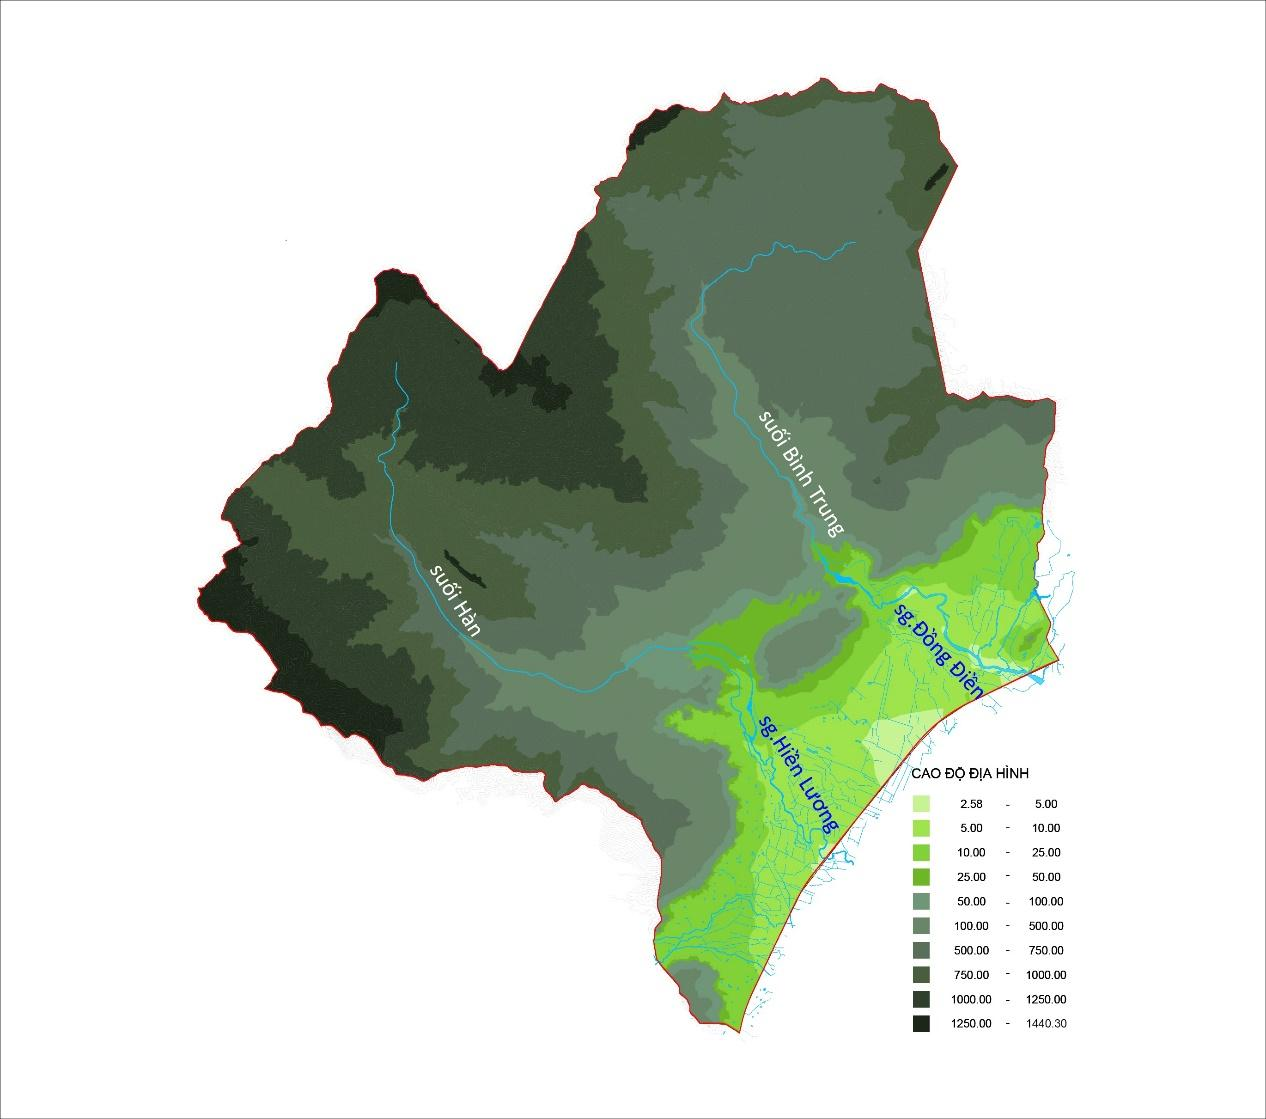 suối Bình Trung
suối Hàn
sg.Đồng Điền
sg.Hiền Lương
CAO ĐỘ ĐỊA HÌNH
2.58 - 5.00
5.00 - 10.00
10.00 - 25.00
25.00 - 50.00
50.00 - 100.00
100.00 - 500.00
500.00 - 750.00
750.00 - 1000.00
1000.00 - 1250.00
1250.00 - 1440.30